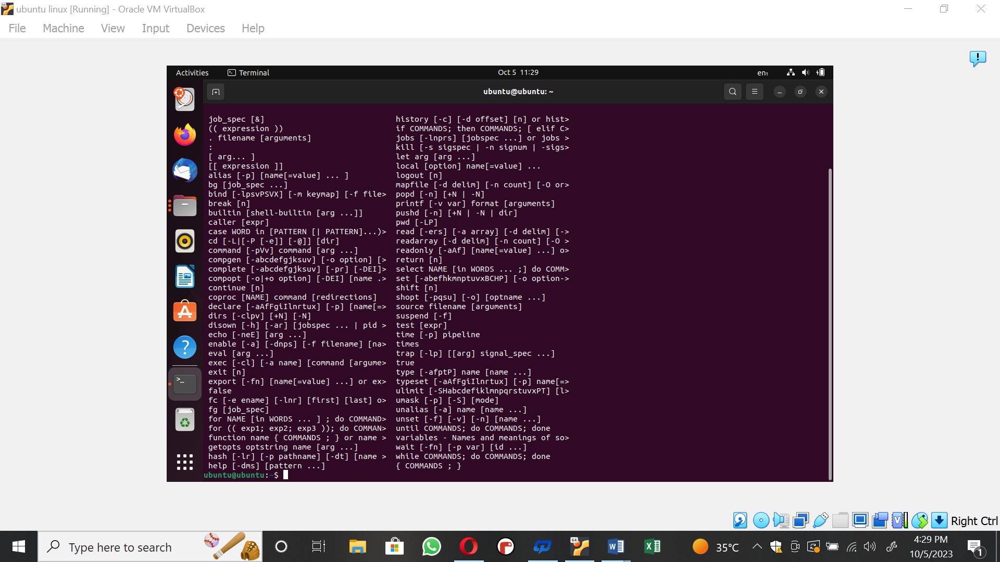 ubuntu linux [Running] - Oracle VM VirtualBox
File Machine View Input Devices Help
Activities Terminal Oct 5 11:29 en₁
ubuntu@ubuntu: ~
job_spec [&]
(( expression ))
. filename [arguments]
:
[ arg... ]
[[ expression ]]
alias [-p] [name[=value] ... ]
bg [job_spec ...]
bind [-lpsvPSVX] [-m keymap] [-f file>
break [n]
builtin [shell-builtin [arg ...]]
caller [expr]
case WORD in [PATTERN [| PATTERN]...)>
cd [-L|[-P [-e]] [-@]] [dir]
command [-pVv] command [arg ...]
compgen [-abcdefgjksuv] [-o option] [>
complete [-abcdefgjksuv] [-pr] [-DEI]>
compopt [-o|+o option] [-DEI] [name .>
continue [n]
coproc [NAME] command [redirections]
declare [-aAfFgiIlnrtux] [-p] [name[=>
dirs [-clpv] [+N] [-N]
disown [-h] [-ar] [jobspec ... | pid >
echo [-neE] [arg ...]
enable [-a] [-dnps] [-f filename] [na>
eval [arg ...]
exec [-cl] [-a name] [command [argume>
exit [n]
export [-fn] [name[=value] ...] or ex>
false
fc [-e ename] [-lnr] [first] [last] o>
fg [job_spec]
for NAME [in WORDS ... ] ; do COMMAND>
for (( exp1; exp2; exp3 )); do COMMAN>
function name { COMMANDS ; } or name >
getopts optstring name [arg ...]
hash [-lr] [-p pathname] [-dt] [name >
help [-dms] [pattern ...]
history [-c] [-d offset] [n] or hist>
if COMMANDS; then COMMANDS; [ elif C>
jobs [-lnprs] [jobspec ...] or jobs >
kill [-s sigspec | -n signum | -sigs>
let arg [arg ...]
local [option] name[=value] ...
logout [n]
mapfile [-d delim] [-n count] [-O or>
popd [-n] [+N | -N]
printf [-v var] format [arguments]
pushd [-n] [+N | -N | dir]
pwd [-LP]
read [-ers] [-a array] [-d delim] [->
readarray [-d delim] [-n count] [-O >
readonly [-aAf] [name[=value] ...] o>
return [n]
select NAME [in WORDS ... ;] do COMM>
set [-abefhkmnptuvxBCHP] [-o option->
shift [n]
shopt [-pqsu] [-o] [optname ...]
source filename [arguments]
suspend [-f]
test [expr]
time [-p] pipeline
times
trap [-lp] [[arg] signal_spec ...]
true
type [-afptP] name [name ...]
typeset [-aAfFgiIlnrtux] [-p] name[=>
ulimit [-SHabcdefiklmnpqrstuvxPT] [l>
umask [-p] [-S] [mode]
unalias [-a] name [name ...]
unset [-f] [-v] [-n] [name ...]
until COMMANDS; do COMMANDS; done
variables - Names and meanings of so>
wait [-fn] [-p var] [id ...]
while COMMANDS; do COMMANDS; done
{ COMMANDS ; }
ubuntu@ubuntu:~$
Right Ctrl
Type here to search
64
35°C
4:29 PM
10/5/2023
1